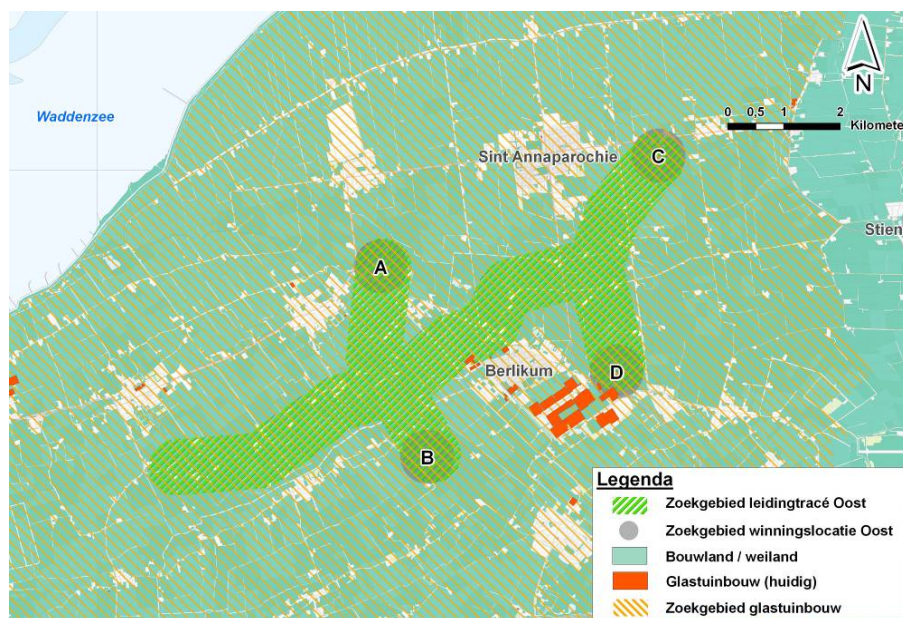 Waddenzee
N
0 0,5 1 2
Kilomete
Sint Annaparochie
C
Stien
A
Berlikum
D
B
Legenda
Zoekgebied leidingtracé Oost
Zoekgebied winningslocatie Oost
Bouwland / weiland
Glastuinbouw (huidig)
Zoekgebied glastuinbouw